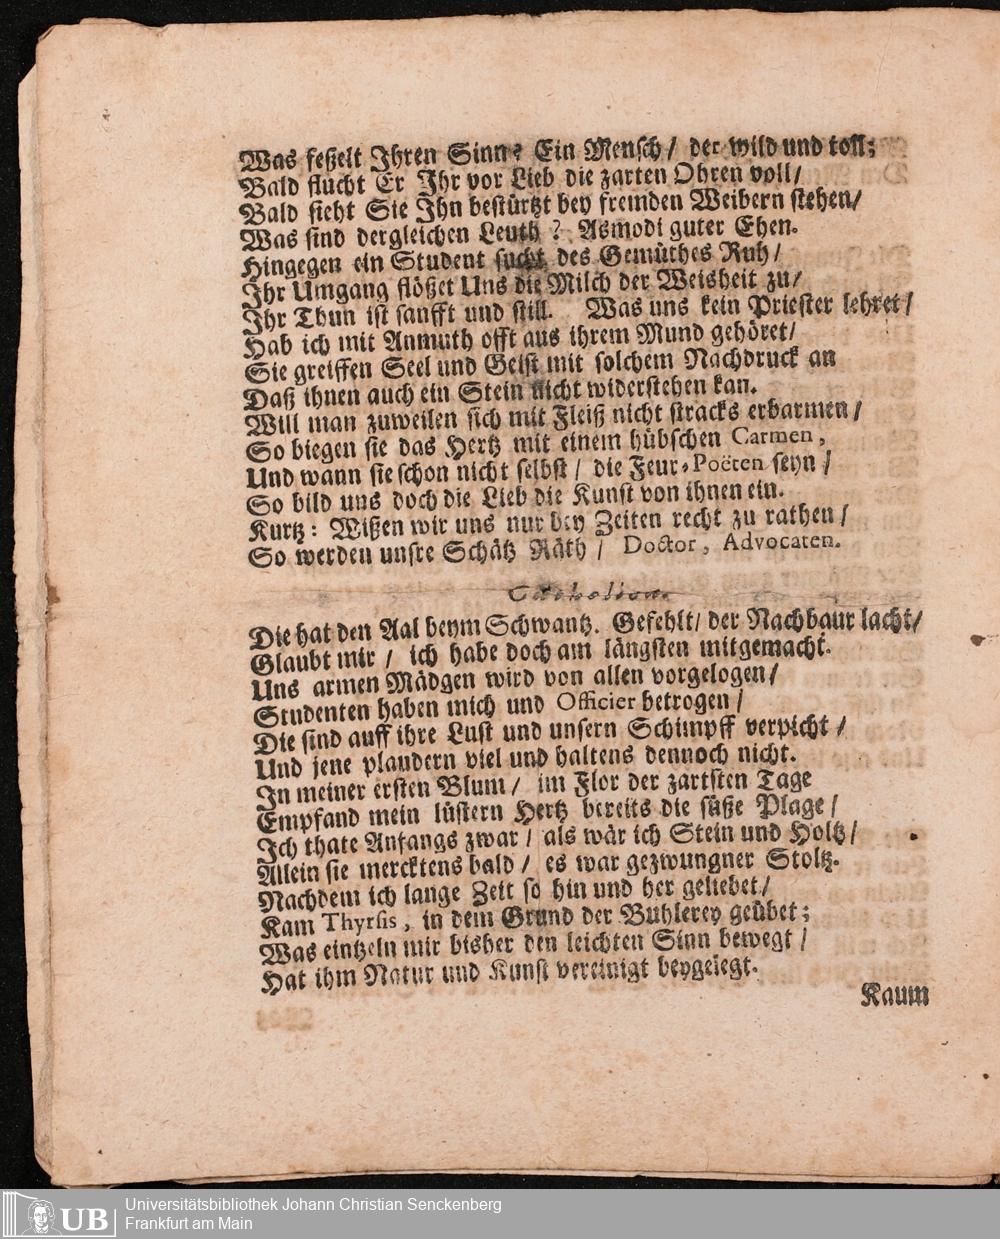 Was feßelt Ihren Sinn? Ein Mensch / der wild und toll;
Bald flucht Er Ihr vor Lieb die zarten Ohren voll /
Bald sieht Sie Ihn bestürtzt bey fremden Weibern stehen /
Was sind dergleichen Leuth? Asmodi guter Ehen.
Hingegen ein Student sucht des Gemüthes Ruh /
Ihr Umgang flößet Uns die Milch der Weisheit zu /
Ihr Thun ist sanfft und still. Was uns kein Priester lehret /
Hab ich mit Anmuth offt aus ihrem Mund gehöret /
Sie greiffen Seel und Geist mit solchem Nachdruck an
Daß ihnen auch ein Stein nicht widerstehen kan.
Will man zuweilen sich mit Fleiß nicht stracks erbarmen /
So biegen sie das Hertz mit einem hübschen Carmen,
Und wann sie schon nicht selbst / die Feur-Poëten seyn /
So bild uns doch die Lieb die Kunst von ihnen ein.
Kurtz: Wißen wir uns nur bey Zeiten recht zu rathen /
So werden unsre Schätz Räth / Doctor, Advocaten.
Die hat den Aal beym Schwantz. Gefehlt / der Nachbaur lacht /
Glaubt mir / ich habe doch am längsten mitgemacht.
Uns armen Mädgen wird von allen vorgelogen /
Studenten haben mich und Officier betrogen /
Die sind auff ihre Lust und unsern Schimpff verpicht /
Und jene plaudern viel und haltens dennoch nicht.
In meiner ersten Blum / im Flor der zartsten Tage
Empfand mein lüstern Hertz bereits die süße Plage /
Ich thate Anfangs zwar / als wär ich Stein und Holtz /
Allein sie mercktens bald / es war gezwungner Stoltz.
Nachdem ich lange Zeit so hin und her geliebet /
Kam Thyrsis, in dem Grund der Buhlerey geübet;
Was eintzeln mir bisher den leichten Sinn bewegt /
Hat ihm Natur und Kunst vereinigt beygelegt.
Kaum
UB
Universitätsbibliothek Johann Christian Senckenberg
Frankfurt am Main